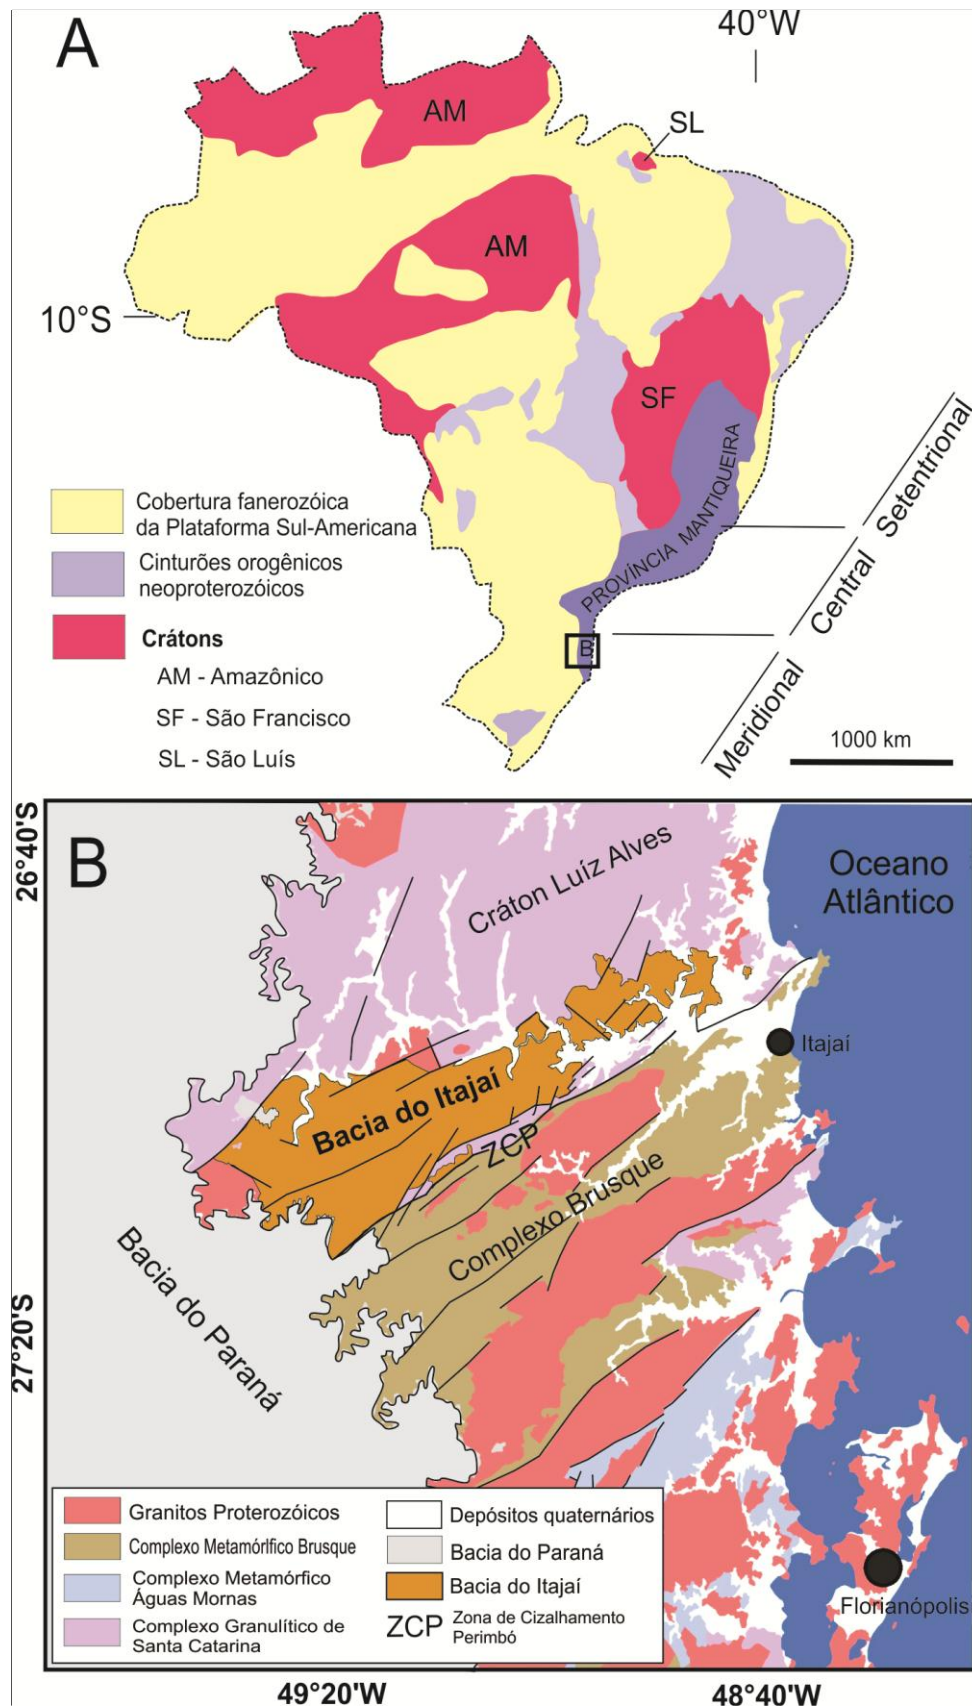 A
40°W
AM
SL
AM
10°S
SF
PROVÍNCIA MANTIQUEIRA
B
Setentrional
Central
Meridional
1000 km
Cobertura fanerozóica
da Plataforma Sul-Americana
Cinturões orogênicos
neoproterozóicos
Crátons
AM - Amazônico
SF - São Francisco
SL - São Luís
26°40'S
B
Cráton Luíz Alves
Oceano
Atlântico
Itajaí
Bacia do Itajaí
ZCP
Complexo Brusque
Bacia do Paraná
27°20'S
Florianópolis
Granitos Proterozóicos
Complexo Metamórlfico Brusque
Complexo Metamórfico
Águas Mornas
Complexo Granulítico de
Santa Catarina
Depósitos quaternários
Bacia do Paraná
Bacia do Itajaí
ZCP Zona de Cizalhamento
Perimbó
49°20'W
48°40'W